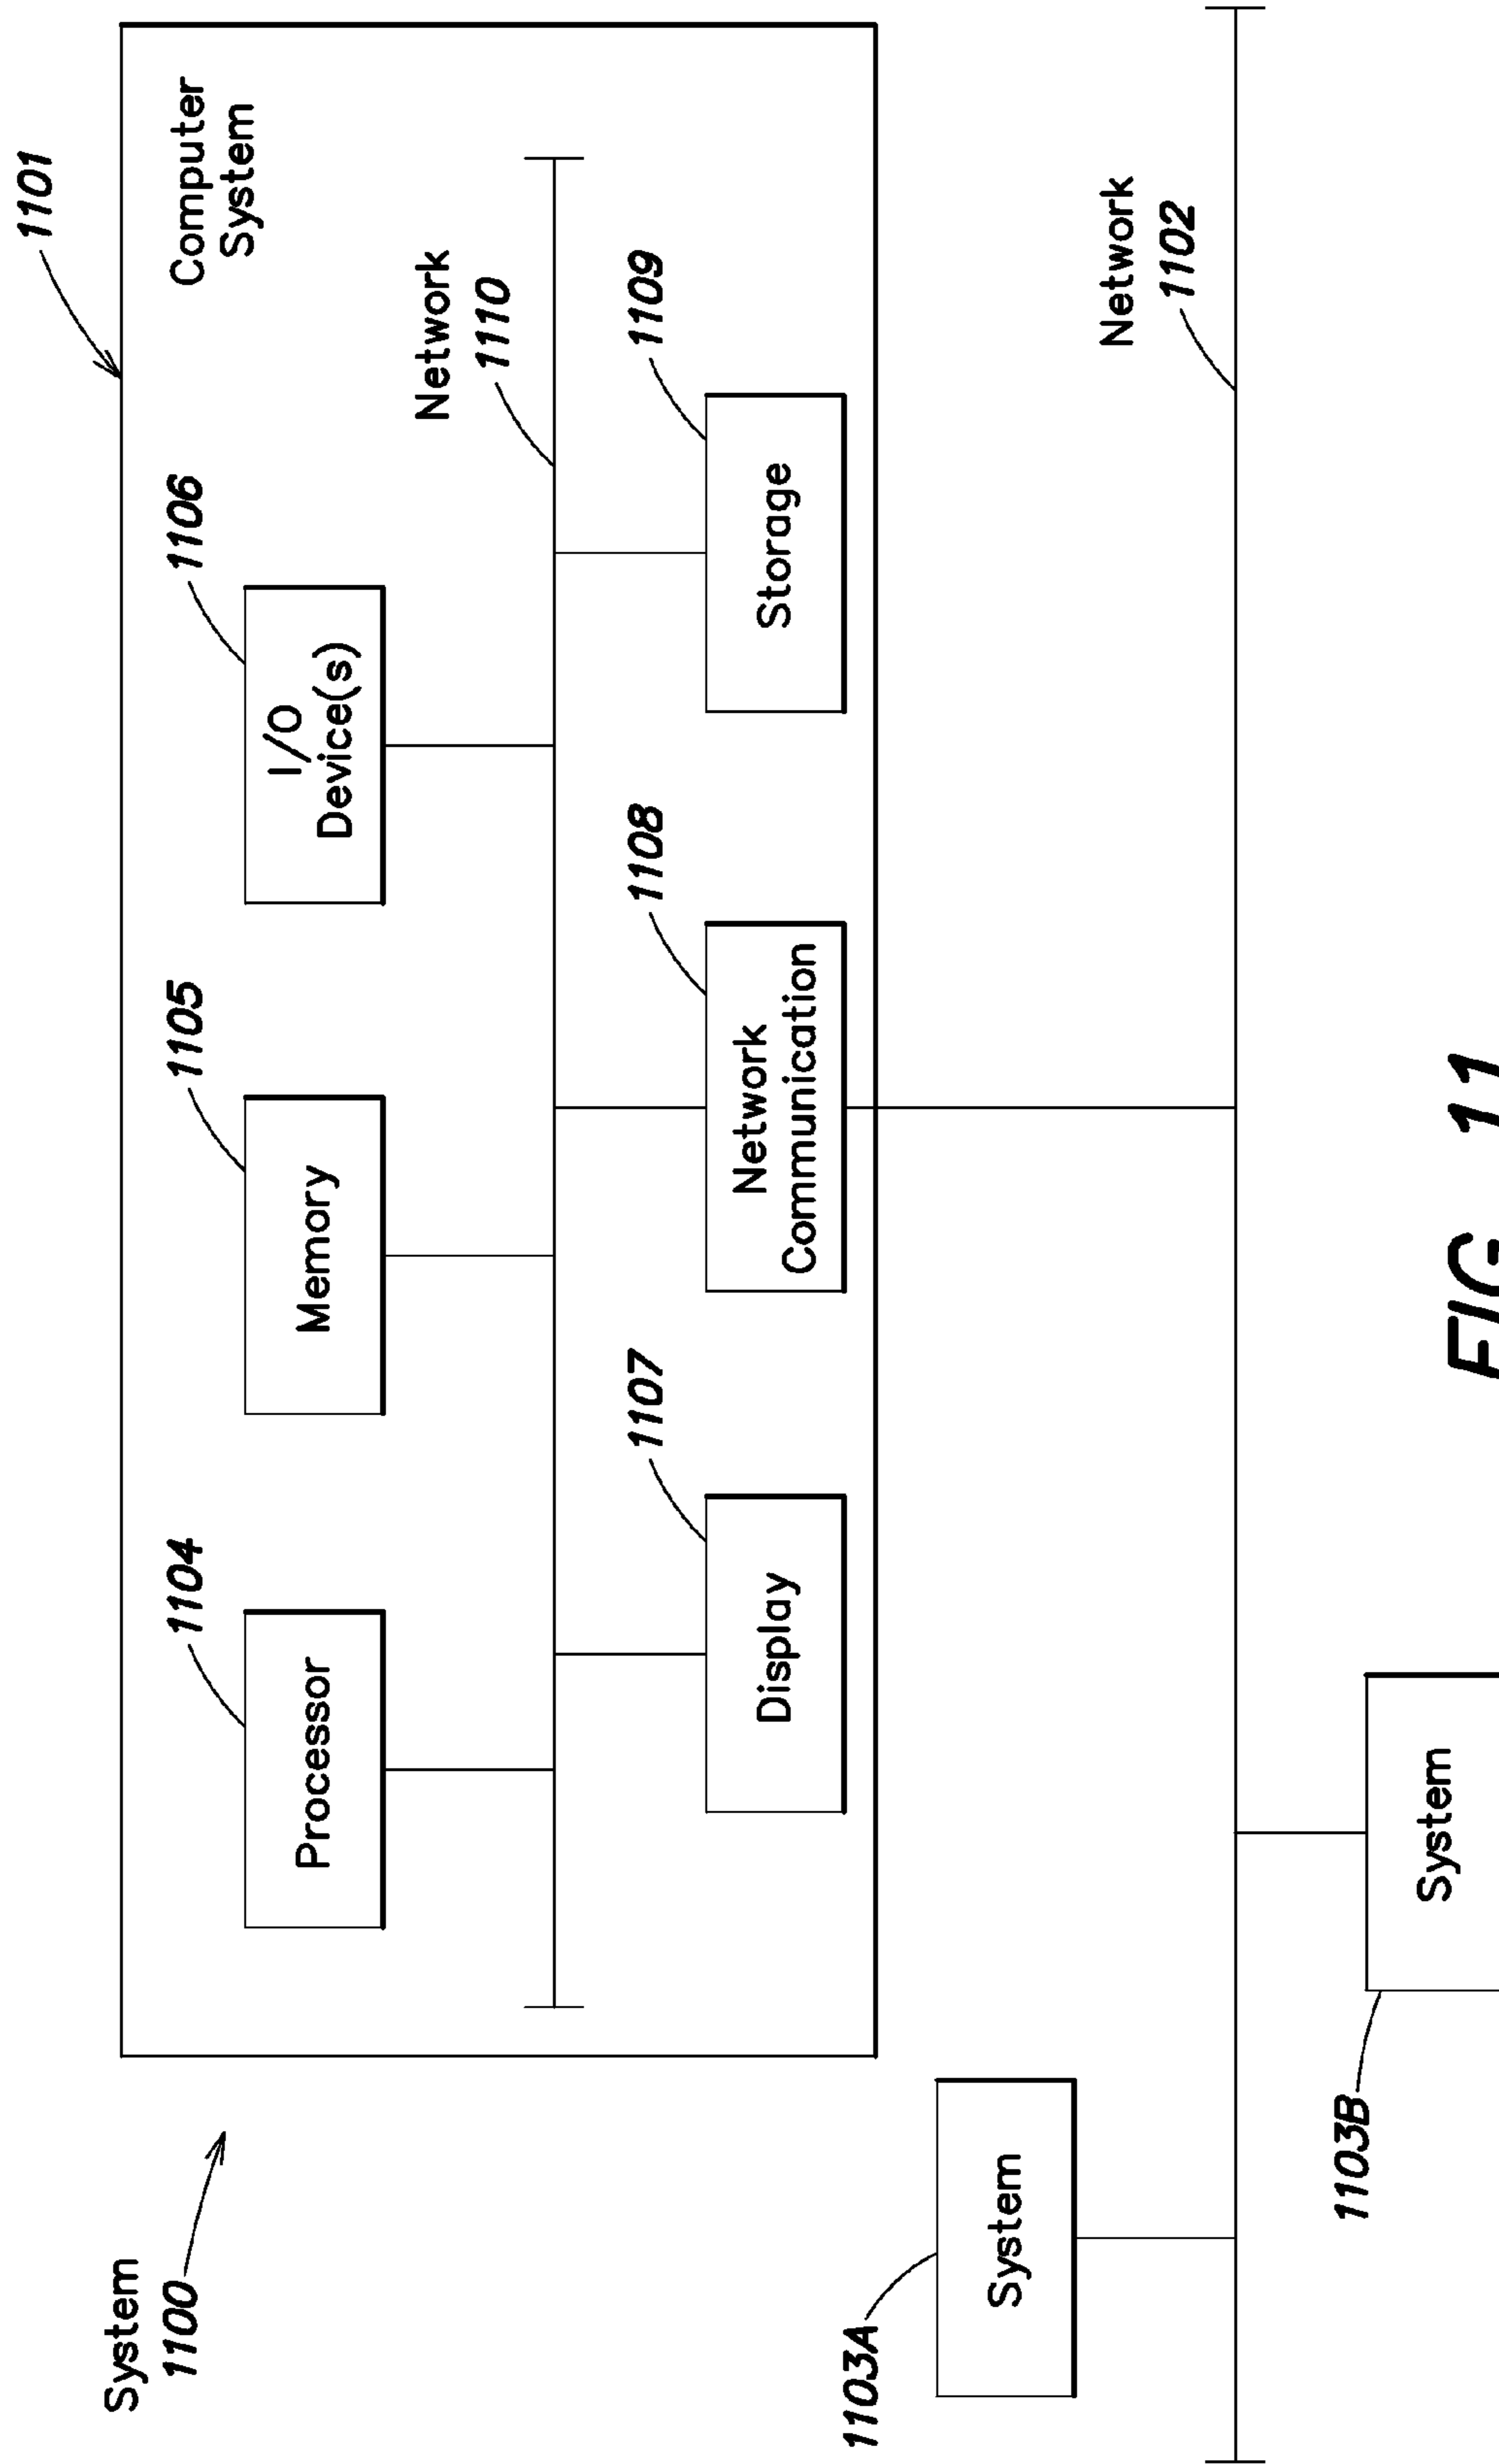 System
1100
1101
Computer
System
1104
Processor
1105
Memory
1106
I/O
Device(s)
Network
1110
1107
Display
1108
Network
Communication
1109
Storage
1103A
System
Network
1102
1103B
System
FIG. 11